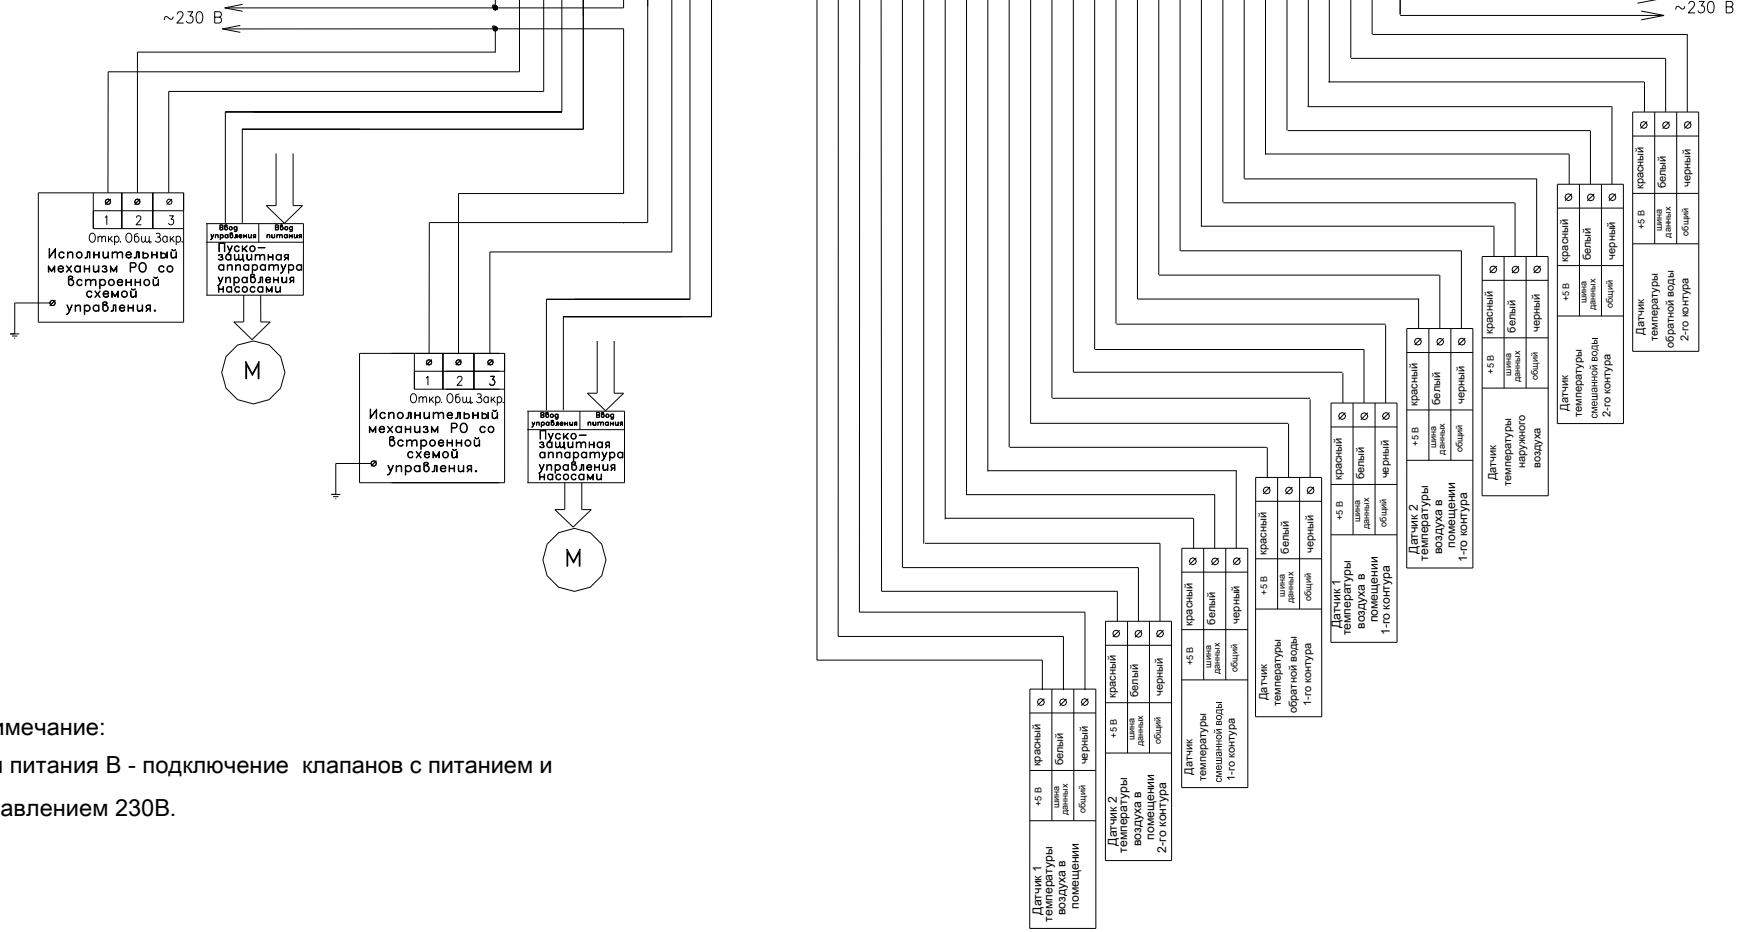 ~230 В
~230 В
ø ø ø
1 2 3
Откр. Общ. Закр.
Исполнительный
механизм РО со
встроенной
схемой
управления.
ø
Ввод
управления
Ввод
питания
Пуско-
защитная
аппаратура
управления
насосами
М
ø ø ø
1 2 3
Откр. Общ. Закр.
Исполнительный
механизм РО со
встроенной
схемой
управления.
ø
Ввод
управления
Ввод
питания
Пуско-
защитная
аппаратура
управления
насосами
М
имечание:
питания В - подключение клапанов с питанием и
авлением 230В.
ø ø ø
красный
белый
черный
+5 В
шина
данных
общий
Датчик 1
температуры
воздуха в
помещении
ø ø ø
красный
белый
черный
+5 В
шина
данных
общий
Датчик 2
температуры
воздуха в
помещении
2-го контура
ø ø ø
красный
белый
черный
+5 В
шина
данных
общий
Датчик
температуры
смешанной воды
1-го контура
ø ø ø
красный
белый
черный
+5 В
шина
данных
общий
Датчик
температуры
обратной воды
1-го контура
ø ø ø
красный
белый
черный
+5 В
шина
данных
общий
Датчик 1
температуры
воздуха в
помещении
1-го контура
ø ø ø
красный
белый
черный
+5 В
шина
данных
общий
Датчик 2
температуры
воздуха в
помещении
1-го контура
ø ø ø
красный
белый
черный
+5 В
шина
данных
общий
Датчик
температуры
наружного
воздуха
ø ø ø
красный
белый
черный
+5 В
шина
данных
общий
Датчик
температуры
смешанной воды
2-го контура
ø ø ø
красный
белый
черный
+5 В
шина
данных
общий
Датчик
температуры
обратной воды
2-го контура